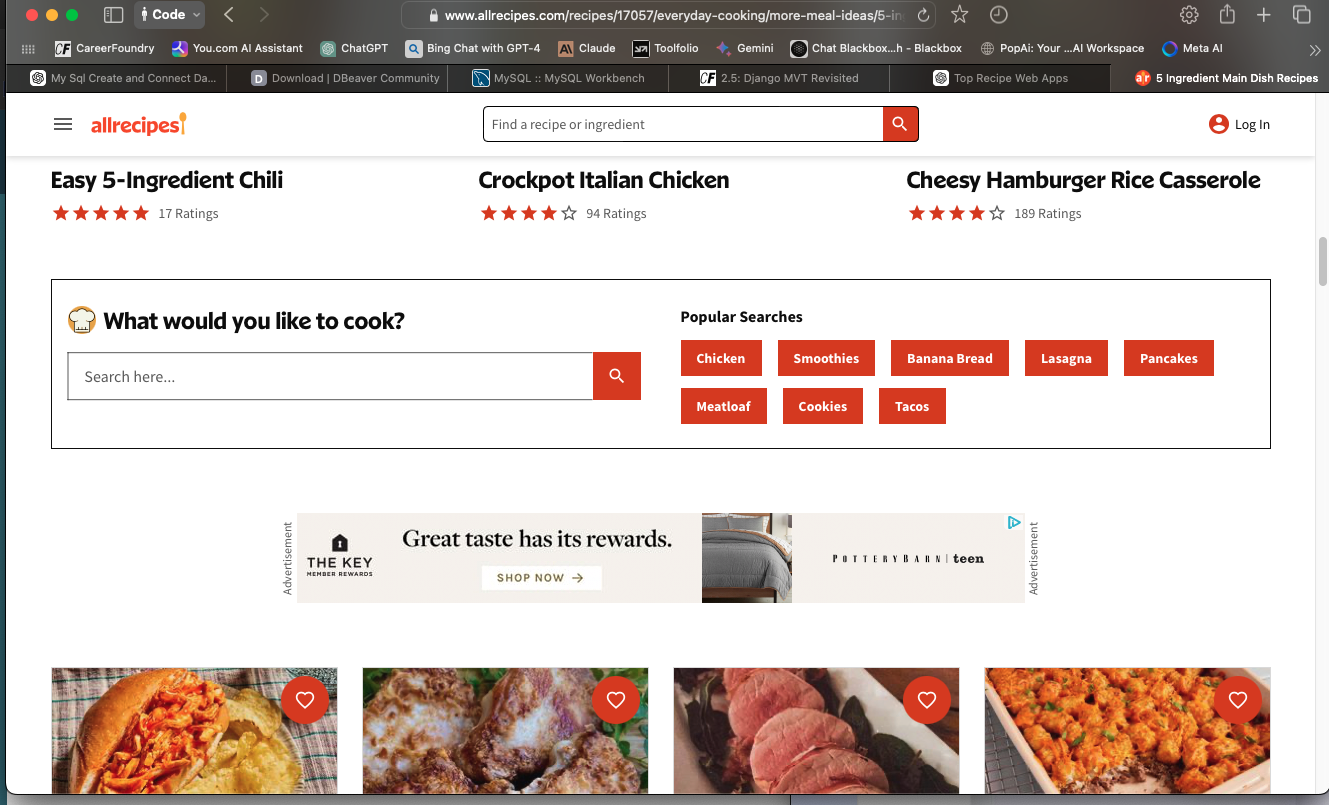 Code
www.allrecipes.com/recipes/17057/everyday-cooking/more-meal-ideas/5-in
CF CareerFoundry
You.com AI Assistant
ChatGPT
Bing Chat with GPT-4
Claude
Toolfolio
Gemini
Chat Blackbox...h - Blackbox
PopAi: Your ...AI Workspace
Meta AI
My Sql Create and Connect Da...
D Download | DBeaver Community
MySQL :: MySQL Workbench
CF 2.5: Django MVT Revisited
Top Recipe Web Apps
ar 5 Ingredient Main Dish Recipes
allrecipes
Find a recipe or ingredient
Log In
Easy 5-Ingredient Chili
17 Ratings
Crockpot Italian Chicken
94 Ratings
Cheesy Hamburger Rice Casserole
189 Ratings
What would you like to cook?
Search here...
Popular Searches
Chicken
Smoothies
Banana Bread
Lasagna
Pancakes
Meatloaf
Cookies
Tacos
Advertisement
THE KEY
MEMBER REWARDS
Great taste has its rewards.
SHOP NOW →
POTTERY BARN | teen
Advertisement